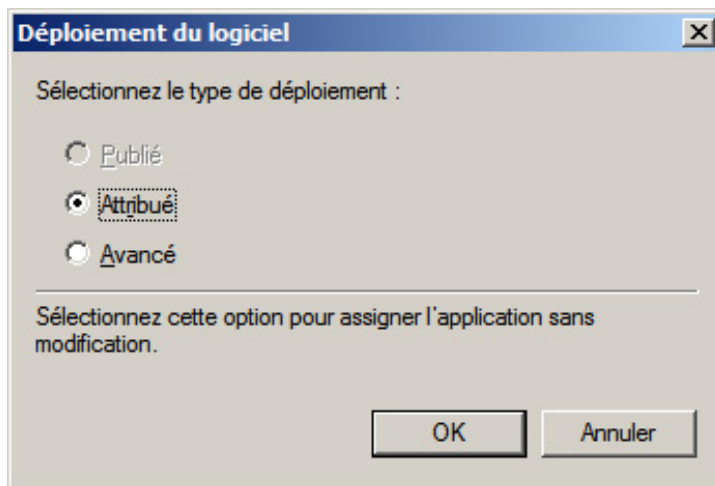 Déploiement du logiciel
Sélectionnez le type de déploiement :
Publié
Attribué
Avancé
Sélectionnez cette option pour assigner l'application sans
modification.
OK
Annuler